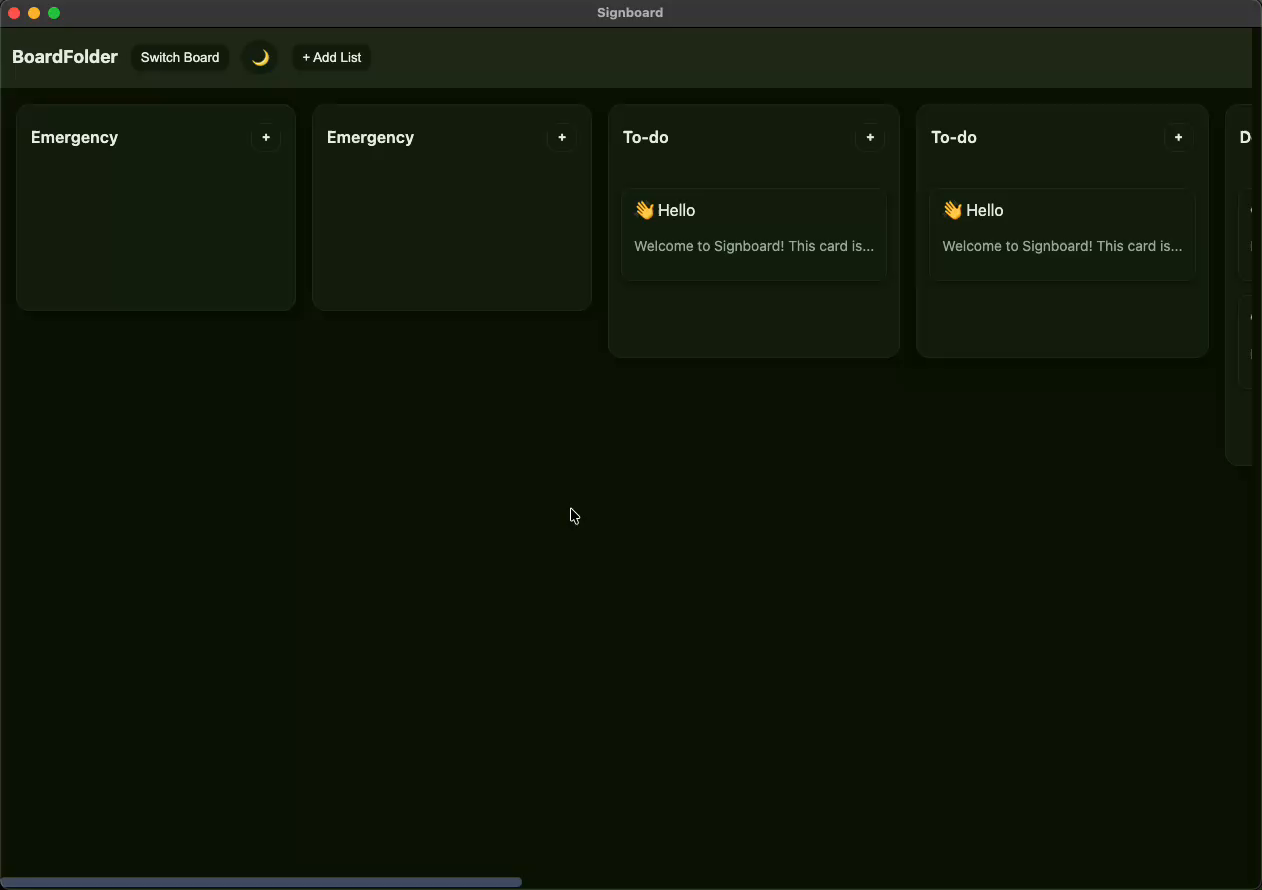 Signboard
BoardFolder
Switch Board
+ Add List
Emergency
+
Emergency
+
To-do
+
👋 Hello
Welcome to Signboard! This card is...
To-do
+
👋 Hello
Welcome to Signboard! This card is...